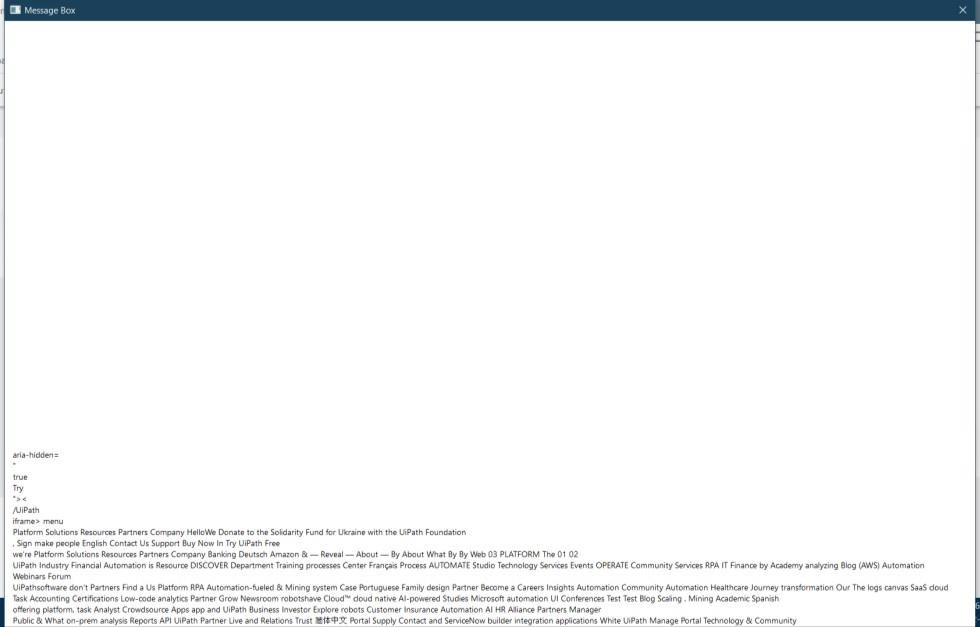 Message Box
aria-hidden=
"
true
Try
"> <
/UiPath
iframe> menu
Platform Solutions Resources Partners Company HelloWe Donate to the Solidarity Fund for Ukraine with the UiPath Foundation
, Sign make people English Contact Us Support Buy Now In Try UiPath Free
we're Platform Solutions Resources Partners Company Banking Deutsch Amazon & — Reveal — About — By About What By By Web 03 PLATFORM The 01 02
UiPath Industry Financial Automation is Resource DISCOVER Department Training processes Center Français Process AUTOMATE Studio Technology Services Events OPERATE Community Services RPA IT Finance by Academy analyzing Blog (AWS) Automation
Webinars Forum
UiPathsoftware don't Partners Find a Us Platform RPA Automation-fueled & Mining system Case Portuguese Family design Partner Become a Careers Insights Automation Community Automation Healthcare Journey transformation Our The logs canvas SaaS cloud
Task Accounting Certifications Low-code analytics Partner Grow Newsroom robotshave Cloud™ cloud native AI-powered Studies Microsoft automation UI Conferences Test Test Blog Scaling . Mining Academic Spanish
offering platform, task Analyst Crowdsource Apps app and UiPath Business Investor Explore robots Customer Insurance Automation AI HR Alliance Partners Manager
Public & What on-prem analysis Reports API UiPath Partner Live and Relations Trust 简体中文 Portal Supply Contact and ServiceNow builder integration applications White UiPath Manage Portal Technology & Community